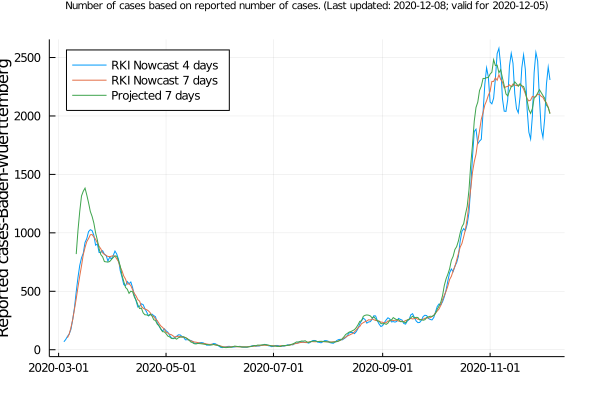 Number of cases based on reported number of cases. (Last updated: 2020-12-08; valid for 2020-12-05)
RKI Nowcast 4 days
RKI Nowcast 7 days
Projected 7 days
Reported cases-Baden-Wuerttemberg
2500
2000
1500
1000
500
0
2020-03-01 2020-05-01 2020-07-01 2020-09-01 2020-11-01